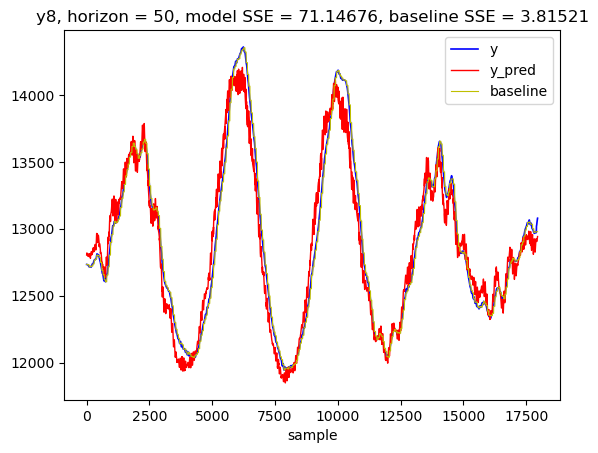 y8, horizon = 50, model SSE = 71.14676, baseline SSE = 3.81521
y
y_pred
baseline
14000
13500
13000
12500
12000
0
2500
5000
7500
10000
12500
15000
17500
sample